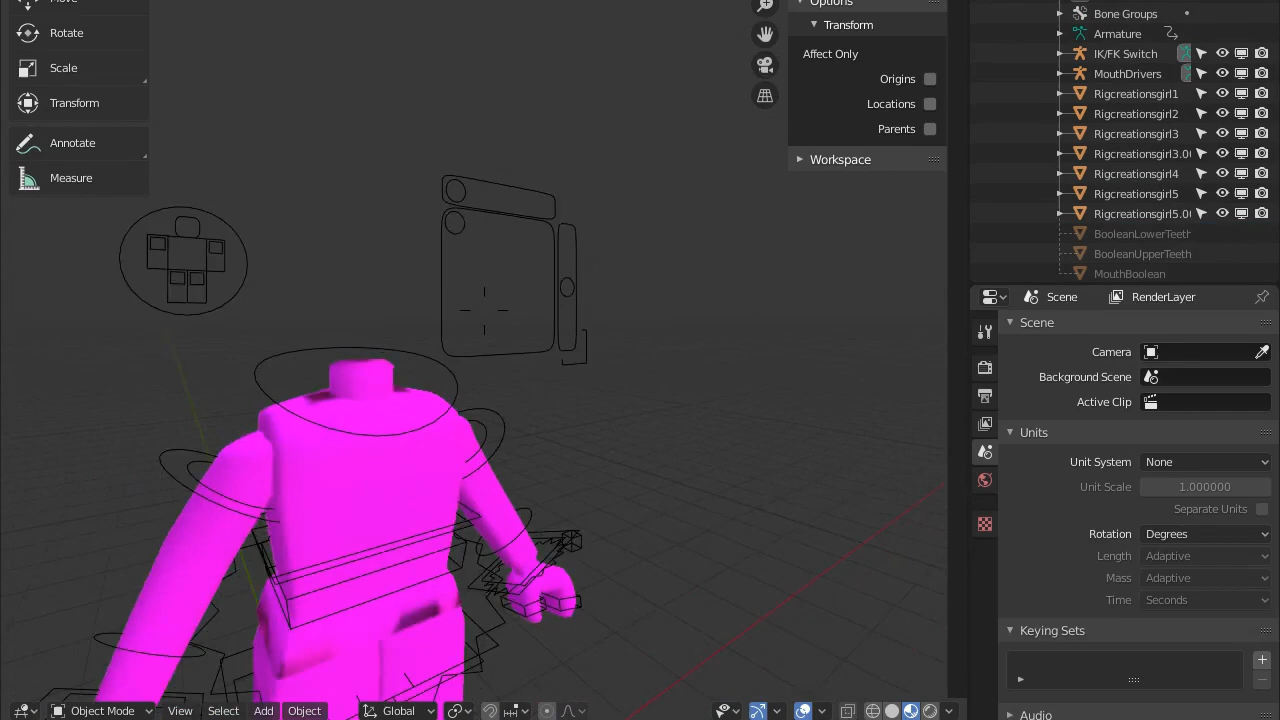 Move
Rotate
Scale
Transform
Annotate
Measure
Options
Transform
Affect Only
Origins
Locations
Parents
Workspace
Bone Groups
Armature
IK/FK Switch
MouthDrivers
Rigcreationsgirl1
Rigcreationsgirl2
Rigcreationsgirl3
Rigcreationsgirl3.0
Rigcreationsgirl4
Rigcreationsgirl5
Rigcreationsgirl5.0
BooleanLowerTeeth
BooleanUpperTeeth
MouthBoolean
Scene
RenderLayer
Scene
Camera
Background Scene
Active Clip
Units
Unit System
None
Unit Scale
1.000000
Separate Units
Rotation
Degrees
Length
Adaptive
Mass
Adaptive
Time
Seconds
Keying Sets
Audio
Object Mode
View
Select
Add
Object
Global